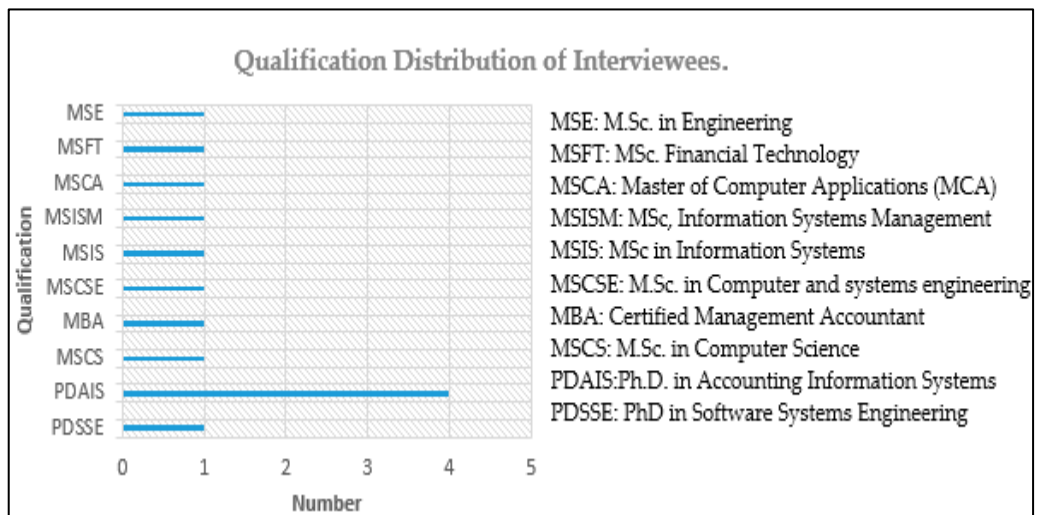 Qualification Distribution of Interviewees.
Qualification
MSE
MSFT
MSCA
MSISM
MSIS
MSCSE
MBA
MSCS
PDAIS
PDSSE
0 1 2 3 4 5
Number
MSE: M.Sc. in Engineering
MSFT: MSc. Financial Technology
MSCA: Master of Computer Applications (MCA)
MSISM: MSc, Information Systems Management
MSIS: MSc in Information Systems
MSCSE: M.Sc. in Computer and systems engineering
MBA: Certified Management Accountant
MSCS: M.Sc. in Computer Science
PDAIS:Ph.D. in Accounting Information Systems
PDSSE: PhD in Software Systems Engineering